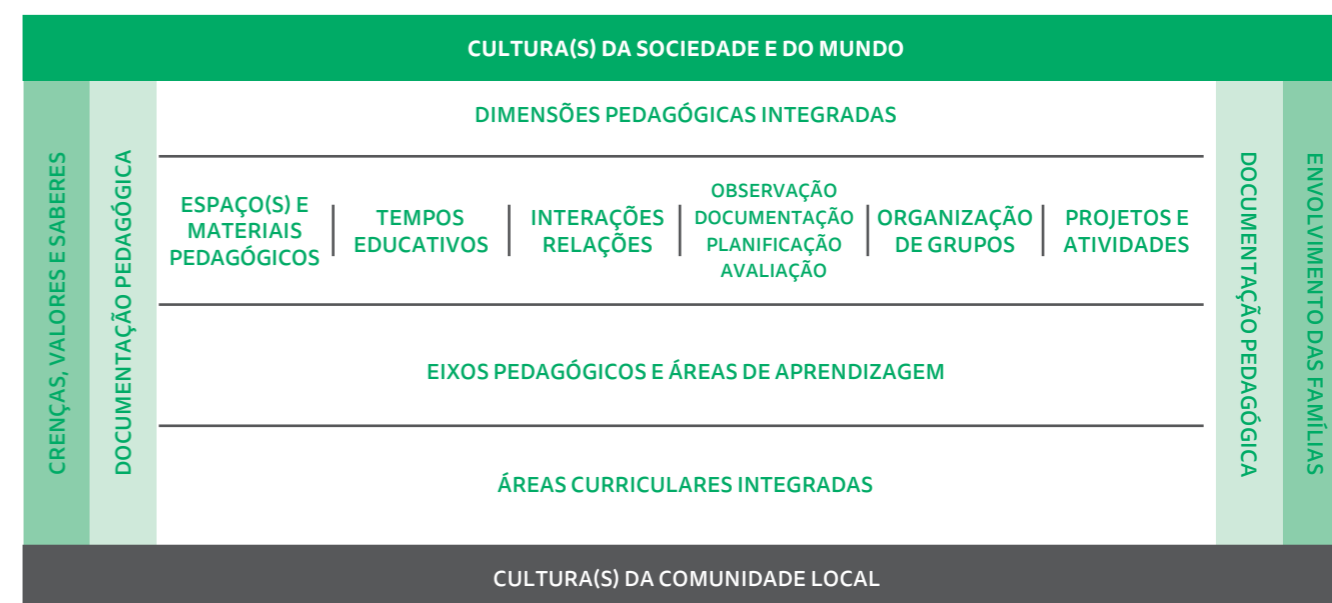 CULTURA(S) DA SOCIEDADE E DO MUNDO
CRENÇAS, VALORES E SABERES
DOCUMENTAÇÃO PEDAGÓGICA
DIMENSÕES PEDAGÓGICAS INTEGRADAS
ESPAÇO(S) E
MATERIAIS
PEDAGÓGICOS
TEMPOS
EDUCATIVOS
INTERAÇÕES
RELAÇÕES
OBSERVAÇÃO
DOCUMENTAÇÃO
PLANIFICAÇÃO
AVALIAÇÃO
ORGANIZAÇÃO
DE GRUPOS
PROJETOS E
ATIVIDADES
EIXOS PEDAGÓGICOS E ÁREAS DE APRENDIZAGEM
ÁREAS CURRICULARES INTEGRADAS
DOCUMENTAÇÃO PEDAGÓGICA
ENVOLVIMENTO DAS FAMÍLIAS
CULTURA(S) DA COMUNIDADE LOCAL